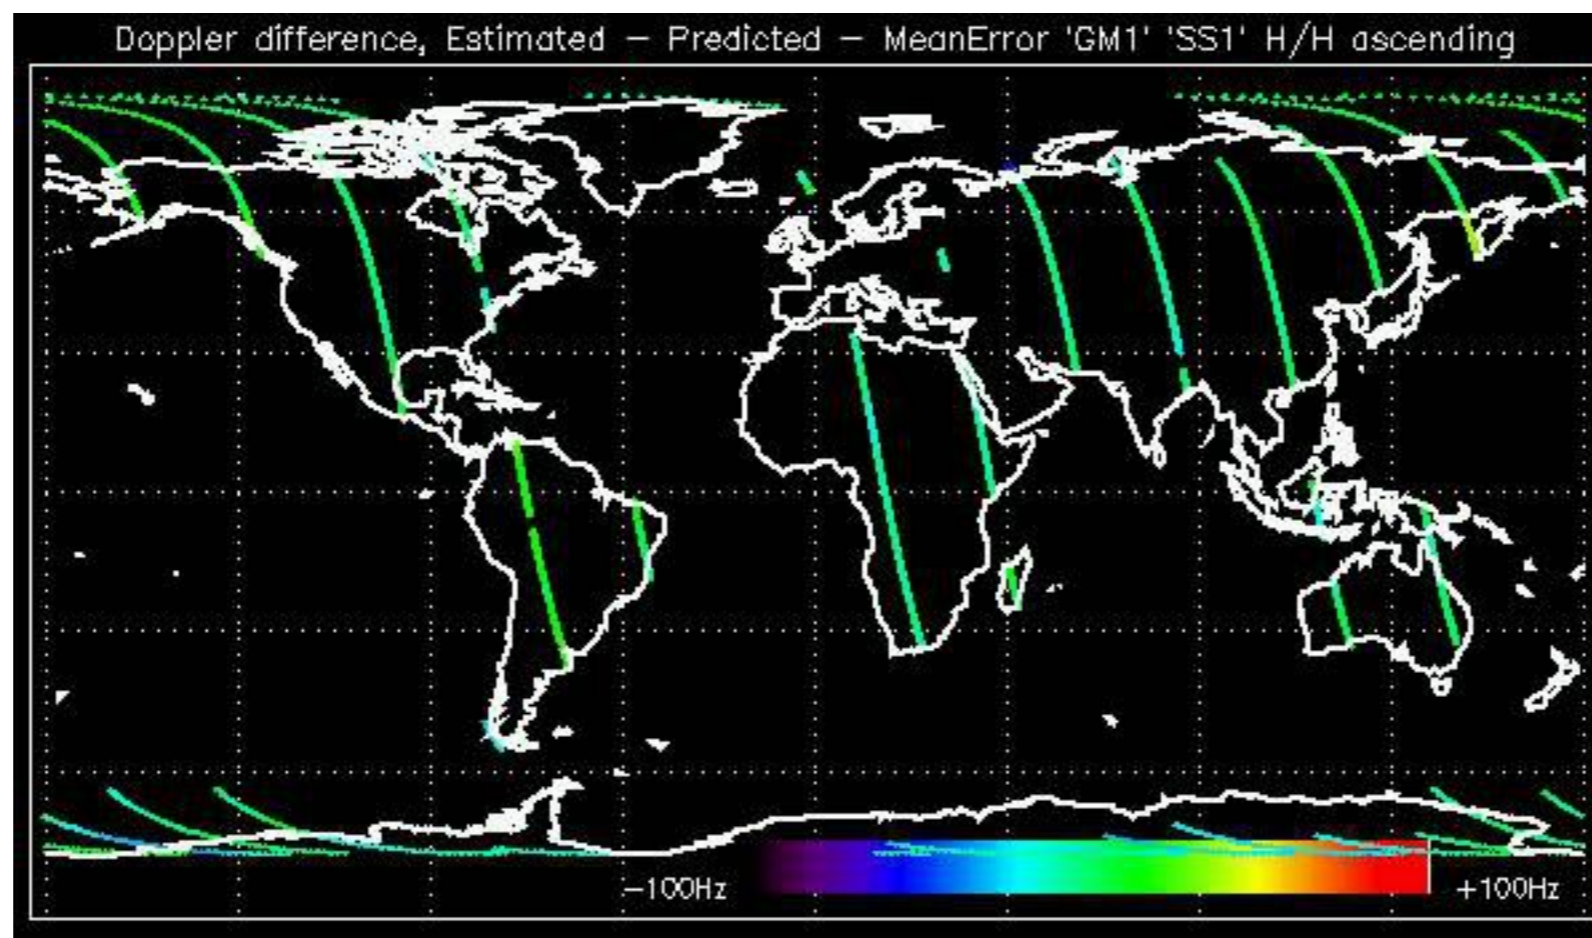 Doppler difference, Estimated – Predicted – MeanError 'GM1' 'SS1' H/H ascending
−100Hz
+100Hz